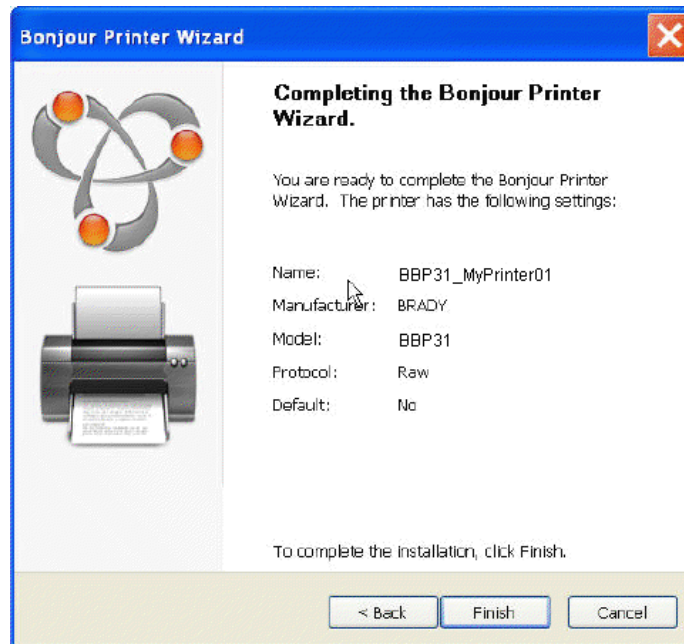 Bonjour Printer Wizard
Completing the Bonjour Printer
Wizard.
You are ready to complete the Bonjour Printer
Wizard. The printer has the following settings:
Name: BBP31_MyPrinter01
Manufacturer: BRADY
Model: BBP31
Protocol: Raw
Default: No
To complete the installation, click Finish.
< Back Finish Cancel